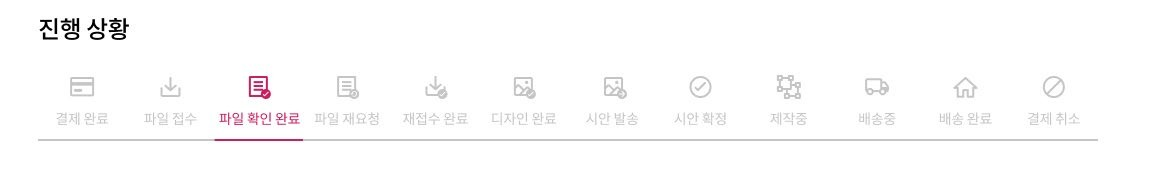 진행 상황
결제 완료 파일 접수 파일 확인 완료 파일 재요청 재접수 완료 디자인 완료 시안 발송 시안 확정 제작중 배송중 배송 완료 결제 취소